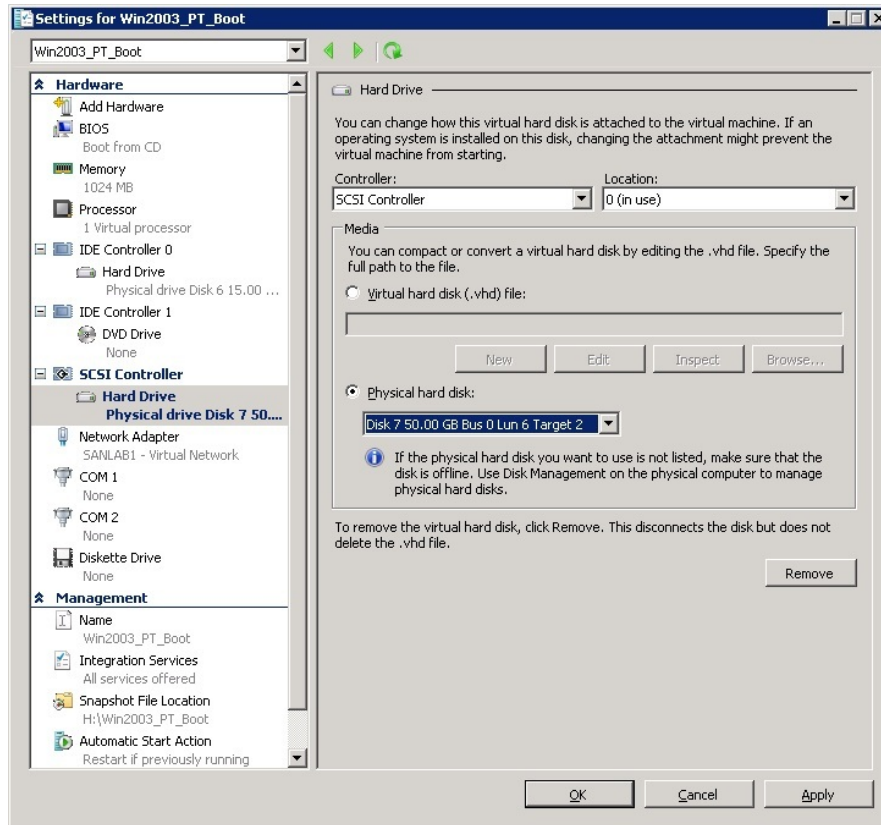 Settings for Win2003_PT_Boot
Win2003_PT_Boot
Hardware
Add Hardware
BIOS
Boot from CD
Memory
1024 MB
Processor
1 Virtual processor
IDE Controller 0
Hard Drive
Physical drive Disk 6 15.00 ...
IDE Controller 1
DVD Drive
None
SCSI Controller
Hard Drive
Physical drive Disk 7 50....
Network Adapter
SANLAB1 - Virtual Network
COM 1
None
COM 2
None
Diskette Drive
None
Management
Name
Win2003_PT_Boot
Integration Services
All services offered
Snapshot File Location
H:\Win2003_PT_Boot
Automatic Start Action
Restart if previously running
Hard Drive
You can change how this virtual hard disk is attached to the virtual machine. If an
operating system is installed on this disk, changing the attachment might prevent the
virtual machine from starting.
Controller:
Location:
SCSI Controller
0 (in use)
Media
You can compact or convert a virtual hard disk by editing the .vhd file. Specify the
full path to the file.
Virtual hard disk (.vhd) file:
New
Edit
Inspect
Browse...
Physical hard disk:
Disk 7 50.00 GB Bus 0 Lun 6 Target 2
If the physical hard disk you want to use is not listed, make sure that the
disk is offline. Use Disk Management on the physical computer to manage
physical hard disks.
To remove the virtual hard disk, click Remove. This disconnects the disk but does not
delete the .vhd file.
Remove
OK
Cancel
Apply